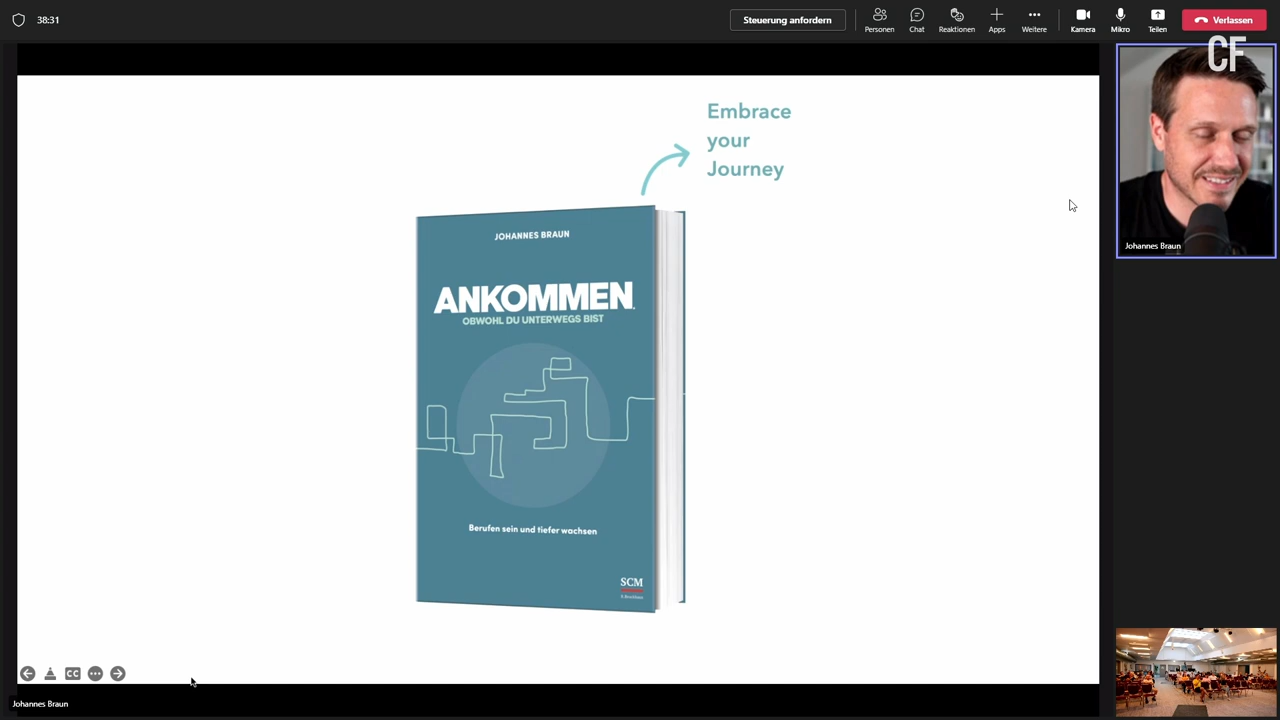 38:31
Steuerung anfordern
Personen
Chat
Reaktionen
Apps
Weitere
Kamera
Mikro
Teilen
Verlassen
CF
Embrace
your
Journey
JOHANNES BRAUN
ANKOMMEN.
OBWOHL DU UNTERWEGS BIST
Berufen sein und tiefer wachsen
SCM
Johannes Braun
CC
Johannes Braun